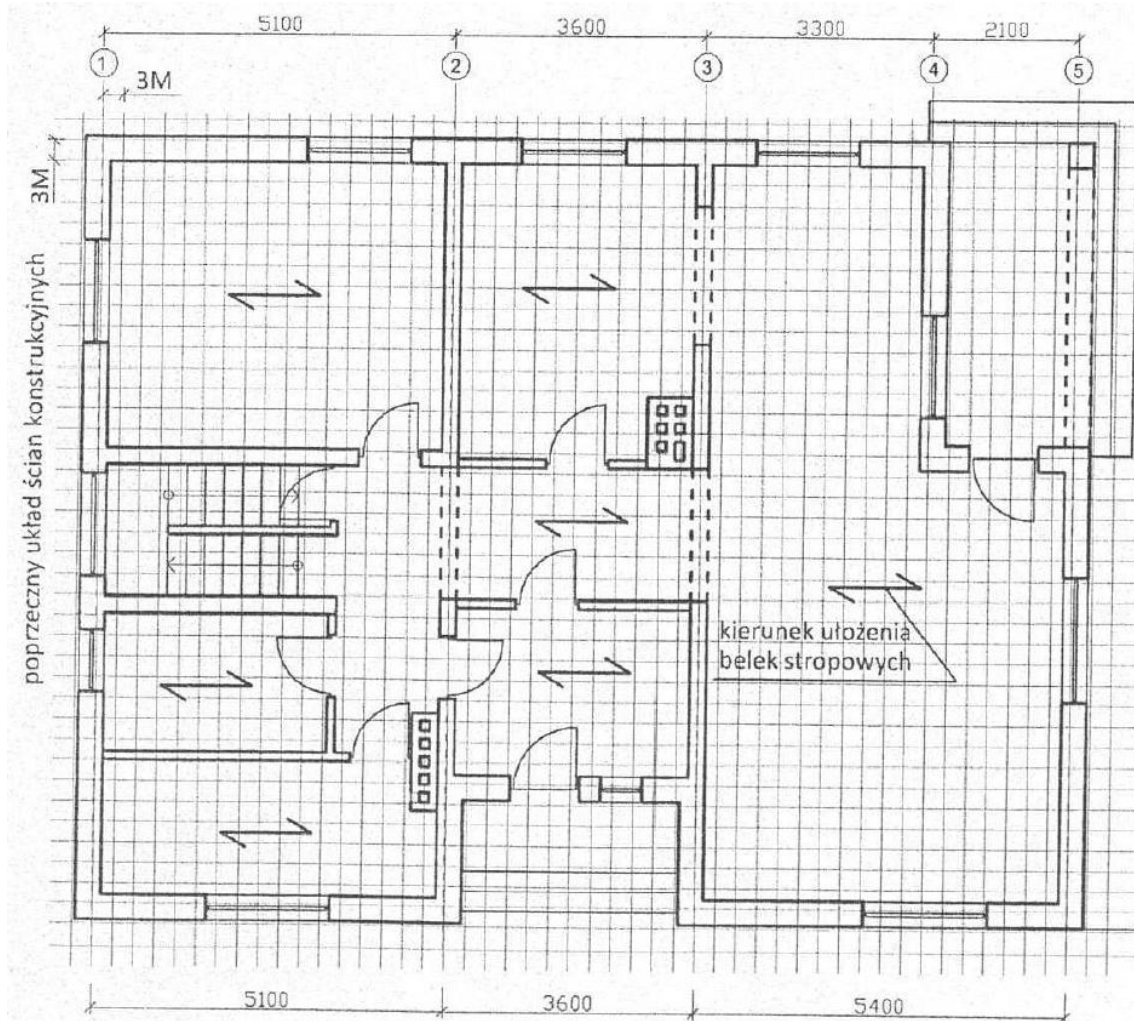 5100 3600 3300 2100
1 2 3 4 5
3M
3M
poprzeczny układ ścian konstrukcyjnych
kierunek ułożenia
belek stropowych
5100 3600 5400